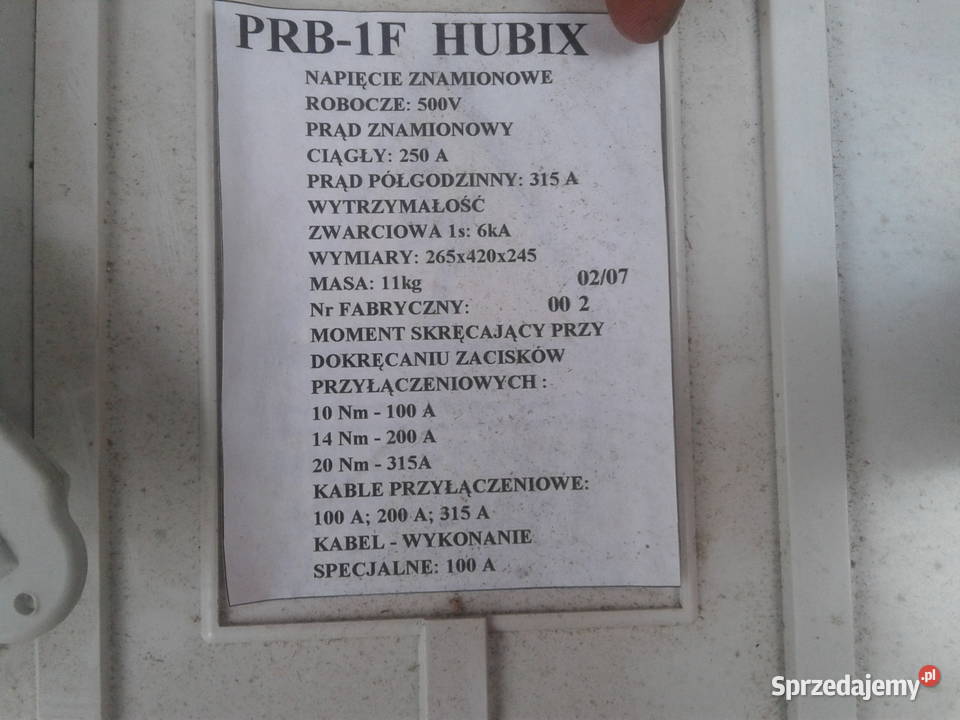 PRB-1F HUBIX
NAPIĘCIE ZNAMIONOWE
ROBOCZE: 500V
PRĄD ZNAMIONOWY
CIĄGŁY: 250 A
PRĄD PÓŁGODZINNY: 315 A
WYTRZYMAŁOŚĆ
ZWARCIOWA 1s: 6kA
WYMIARY: 265x420x245
MASA: 11kg 02/07
Nr FABRYCZNY: 00 2
MOMENT SKRĘCAJĄCY PRZY
DOKRĘCANIU ZACISKÓW
PRZYŁĄCZENIOWYCH :
10 Nm - 100 A
14 Nm - 200 A
20 Nm - 315A
KABLE PRZYŁĄCZENIOWE:
100 A; 200 A; 315 A
KABEL - WYKONANIE
SPECJALNE: 100 A
Sprzedajemy.pl